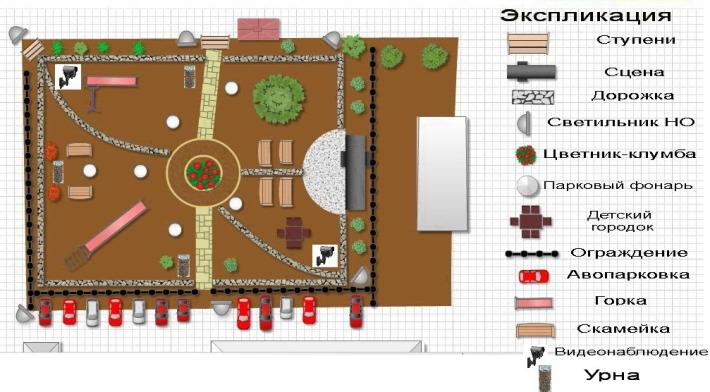 Экспликация
Ступени
Сцена
Дорожка
Светильник НО
Цветник-клумба
Парковый фонарь
Детский
городок
Ограждение
Авопарковка
Горка
Скамейка
Видеонаблюдение
Урна